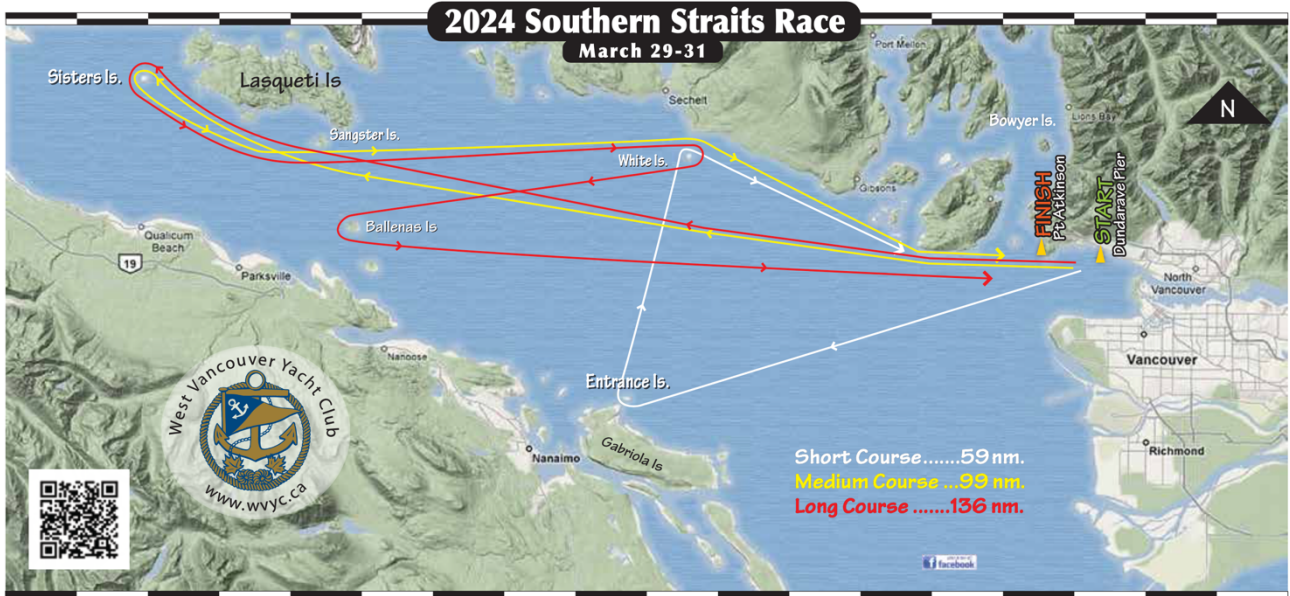 2024 Southern Straits Race
March 29-31
Port Mellon
Sisters Is.
Lasqueti Is
Sechelt
Lions Bay
N
Bowyer Is.
Sangster Is.
White Is.
Gibsons
FINISH
Pt Atkinson
START
Dundarave Pier
Ballenas Is
Qualicum
Beach
19
Parksville
North
Vancouver
Nanoose
Vancouver
Entrance Is.
West Vancouver Yacht Club
www.wvyc.ca
Gabriola Is
Nanaimo
Richmond
Short Course.......59 nm.
Medium Course ...99 nm.
Long Course .......136 nm.
facebook